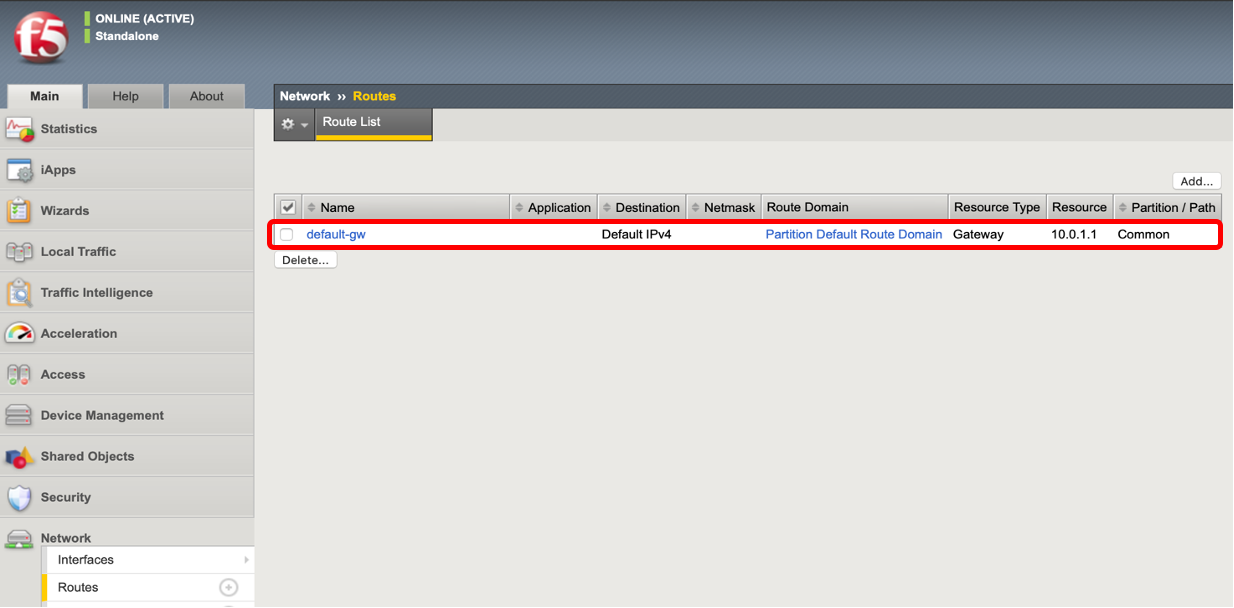 f5
ONLINE (ACTIVE)
Standalone
Main Help About
Network ›› Routes
Route List
Statistics
iApps
Wizards
Local Traffic
Traffic Intelligence
Acceleration
Access
Device Management
Shared Objects
Security
Network
Interfaces
Routes
Add...
Name Application Destination Netmask Route Domain Resource Type Resource Partition / Path
default-gw Default IPv4 Partition Default Route Domain Gateway 10.0.1.1 Common
Delete...